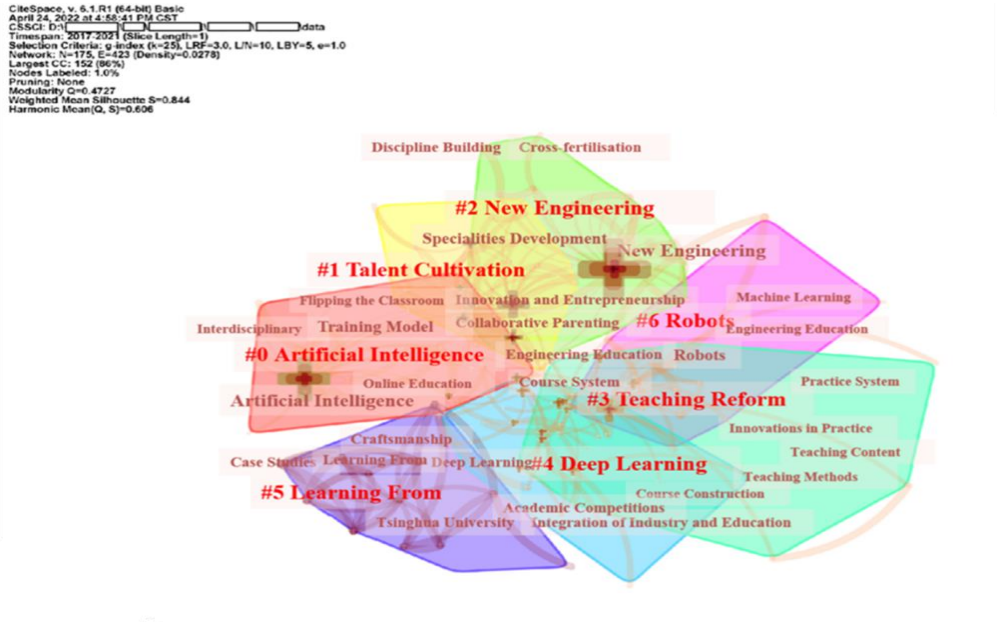 CiteSpace, v. 6.1.R1 (64-bit) Basic
April 24, 2022 at 4:58:41 PM CST
CSSCI: D:\ \data
Timespan: 2017-2021 (Slice Length=1)
Selection Criteria: g-index (k=25), LRF=3.0, L/N=10, LBY=5, e=1.0
Network: N=175, E=423 (Density=0.0278)
Largest CC: 152 (86%)
Nodes Labeled: 1.0%
Pruning: None
Modularity Q=0.4727
Weighted Mean Silhouette S=0.844
Harmonic Mean(Q, S)=0.606
Discipline Building Cross-fertilisation
#2 New Engineering
Specialities Development
New Engineering
#1 Talent Cultivation
Flipping the Classroom Innovation and Entrepreneurship Machine Learning
Interdisciplinary Training Model Collaborative Parenting #6 Robots Engineering Education
#0 Artificial Intelligence Engineering Education Robots
Online Education Course System Practice System
Artificial Intelligence #3 Teaching Reform
Innovations in Practice
Craftsmanship
Teaching Content
Case Studies Learning From Deep Learning #4 Deep Learning
Teaching Methods
#5 Learning From Course Construction
Academic Competitions
Tsinghua University Integration of Industry and Education